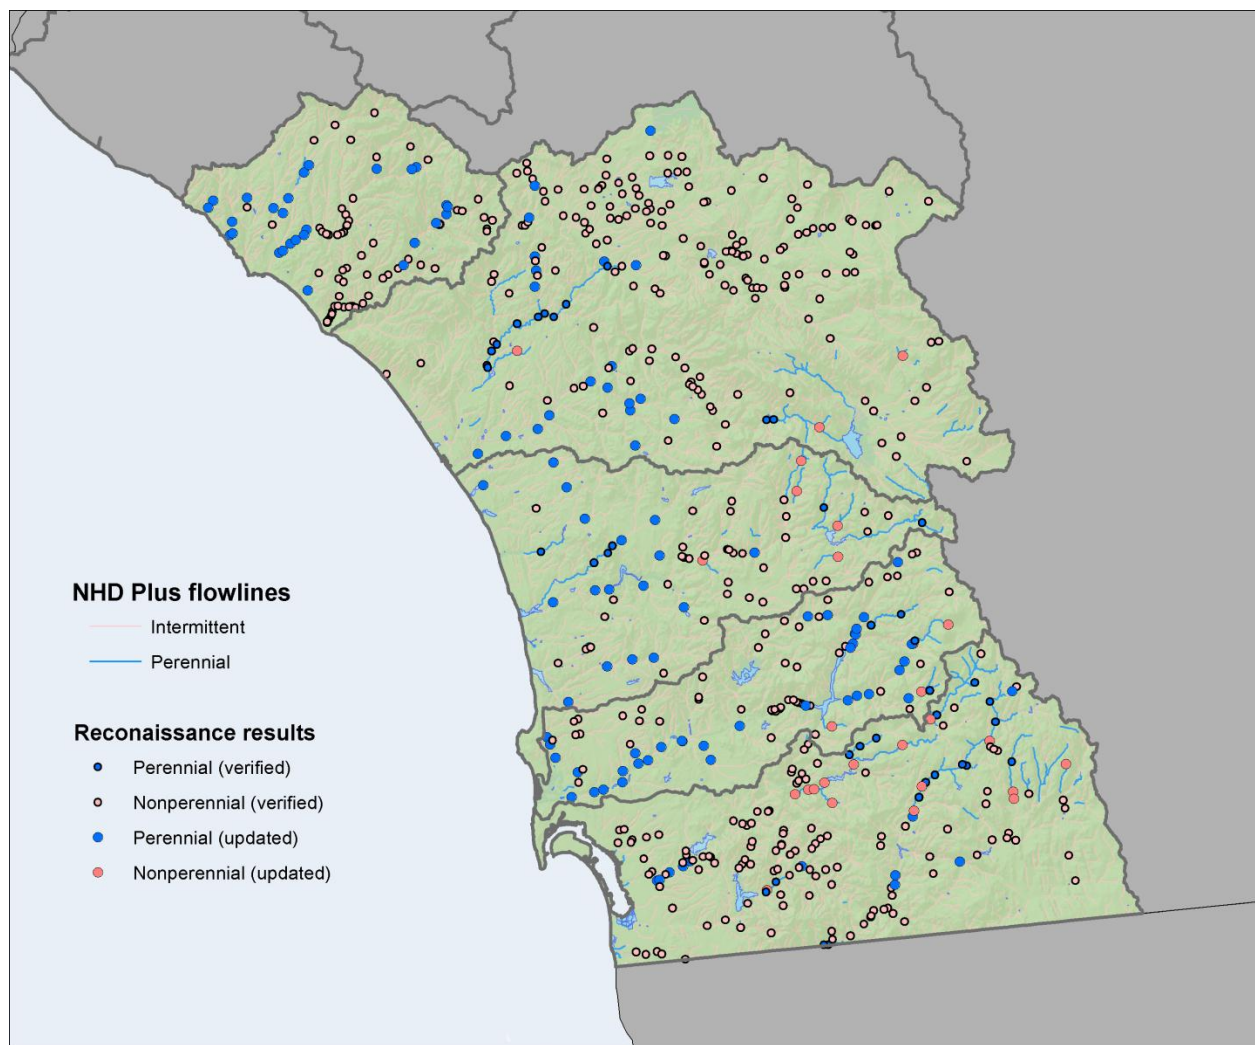 NHD Plus flowlines
Intermittent
Perennial
Reconaissance results
Perennial (verified)
Nonperennial (verified)
Perennial (updated)
Nonperennial (updated)